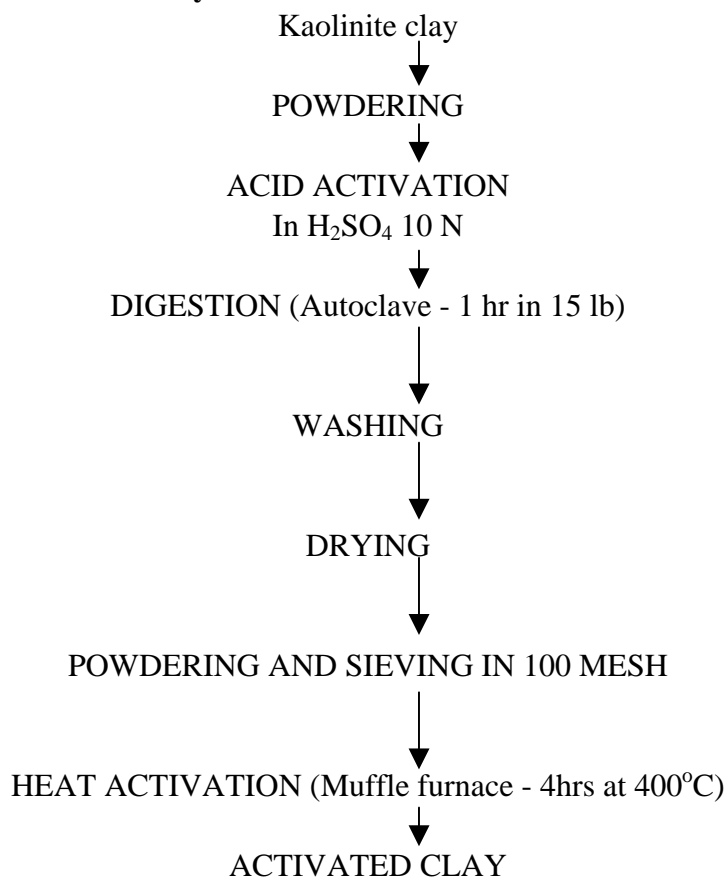 Kaolinite clay
POWDERING
ACID ACTIVATION
In H₂SO₄ 10 N
DIGESTION (Autoclave - 1 hr in 15 lb)
WASHING
DRYING
POWDERING AND SIEVING IN 100 MESH
HEAT ACTIVATION (Muffle furnace - 4hrs at 400°C)
ACTIVATED CLAY